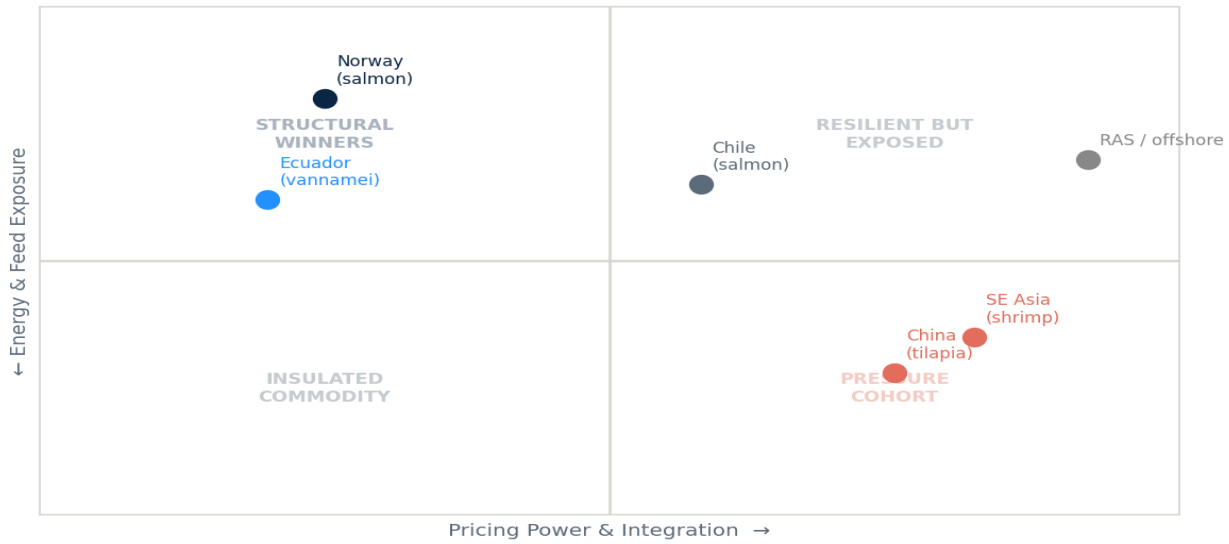 Norway
(salmon)
STRUCTURAL
WINNERS
RESILIENT BUT
EXPOSED
RAS / offshore
Chile
(salmon)
Ecuador
(vannamei)
← Energy & Feed Exposure
SE Asia
(shrimp)
China
(tilapia)
INSULATED
COMMODITY
PRESSURE
COHORT
Pricing Power & Integration →